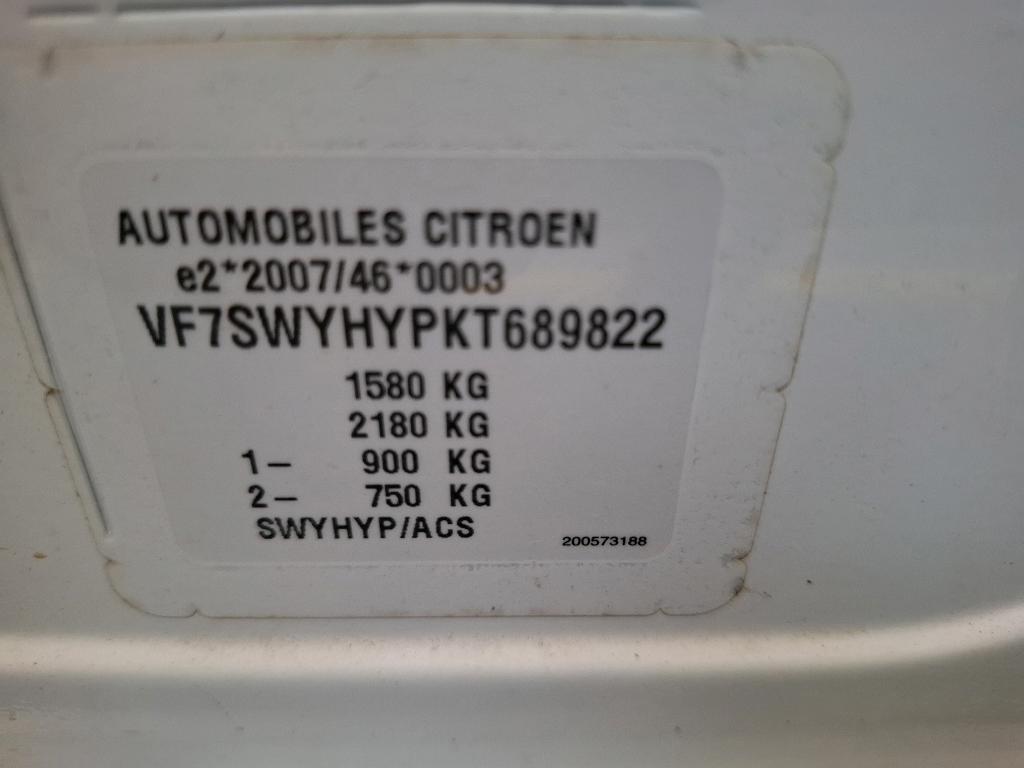 AUTOMOBILES CITROEN
e2*2007/46*0003
VF7SWYHYPKT689822
1580 KG
2180 KG
1– 900 KG
2– 750 KG
SWYHYP/ACS
200573188